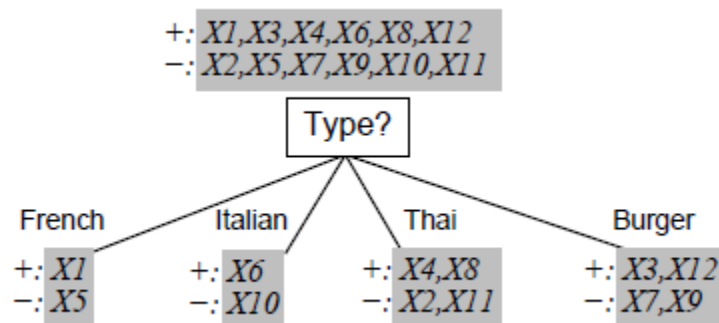 +: X1,X3,X4,X6,X8,X12
−: X2,X5,X7,X9,X10,X11
Type?
French Italian Thai Burger
+: X1 +: X6 +: X4,X8 +: X3,X12
−: X5 −: X10 −: X2,X11 −: X7,X9